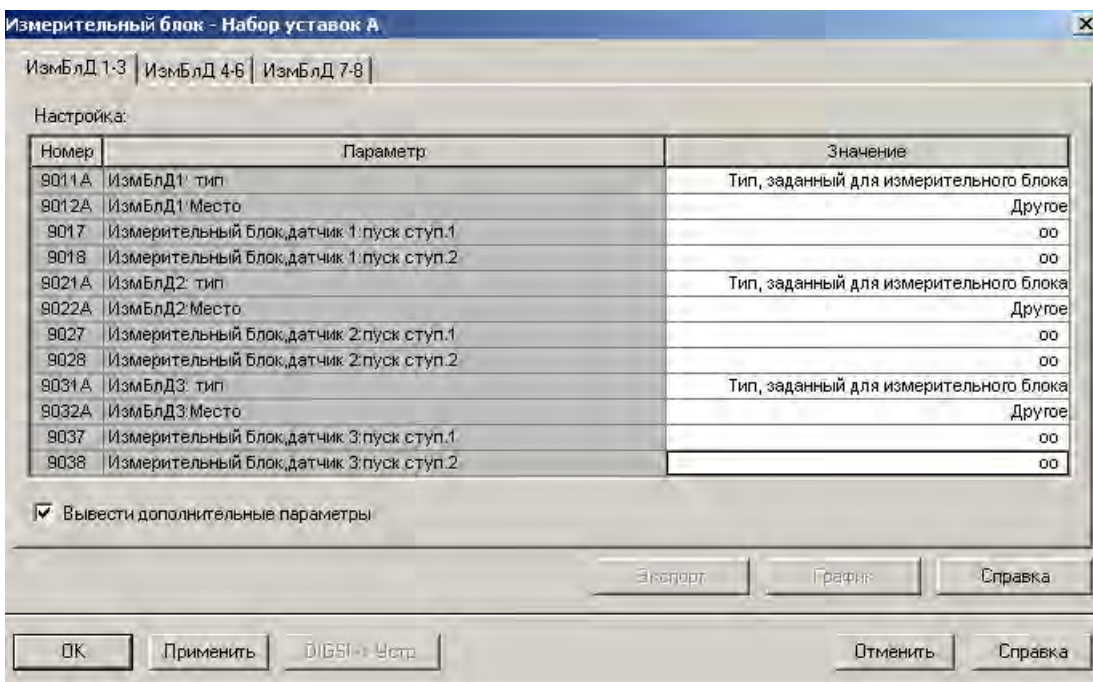 Измерительный блок - Набор уставок A
ИзмБлД 1-3 ИзмБлД 4-6 ИзмБлД 7-8
Настройка:
Номер Параметр Значение
9011A ИзмБлД1: тип Тип, заданный для измерительного блока
9012A ИзмБлД1:Место Другое
9017 Измерительный блок,датчик 1:пуск ступ.1 oo
9018 Измерительный блок,датчик 1:пуск ступ.2 oo
9021A ИзмБлД2: тип Тип, заданный для измерительного блока
9022A ИзмБлД2:Место Другое
9027 Измерительный блок,датчик 2:пуск ступ.1 oo
9028 Измерительный блок,датчик 2:пуск ступ.2 oo
9031A ИзмБлД3: тип Тип, заданный для измерительного блока
9032A ИзмБлД3:Место Другое
9037 Измерительный блок,датчик 3:пуск ступ.1 oo
9038 Измерительный блок,датчик 3:пуск ступ.2 oo
Вывести дополнительные параметры
Экспорт График Справка
OK Применить DIGSI -> Устр. Отменить Справка